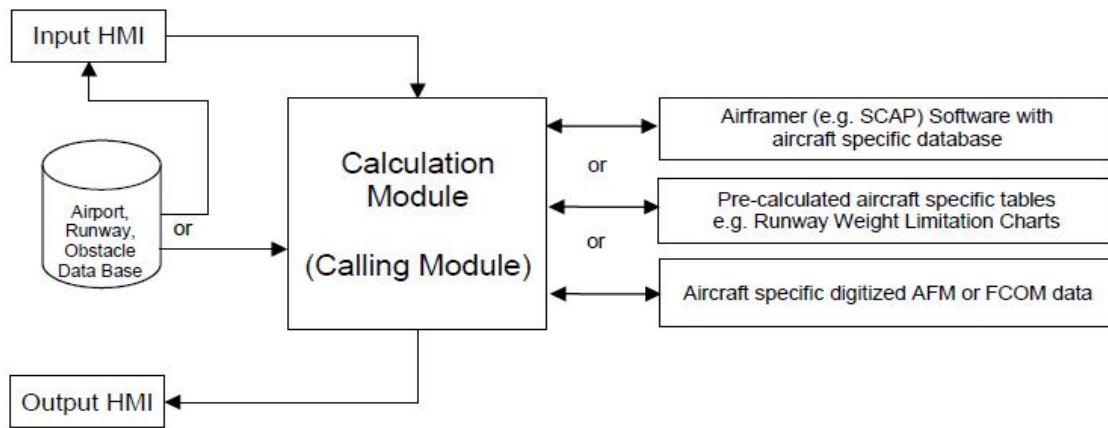 Input HMI
Airport,
Runway,
Obstacle
Data Base
or
Calculation
Module
(Calling Module)
Airframer (e.g. SCAP) Software with
aircraft specific database
or
Pre-calculated aircraft specific tables
e.g. Runway Weight Limitation Charts
or
Aircraft specific digitized AFM or FCOM data
Output HMI